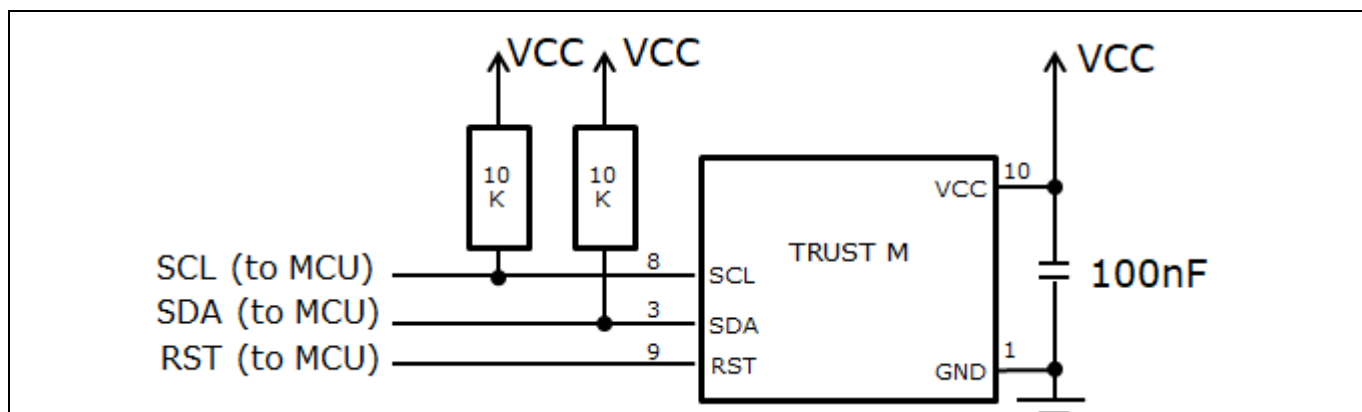 VCC VCC VCC
10 K
10 K
10
VCC
TRUST M
100nF
SCL (to MCU) 8 SCL
SDA (to MCU) 3 SDA
RST (to MCU) 9 RST
1
GND